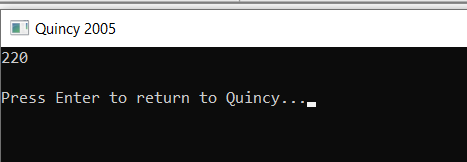 Quincy 2005
220
Press Enter to return to Quincy...